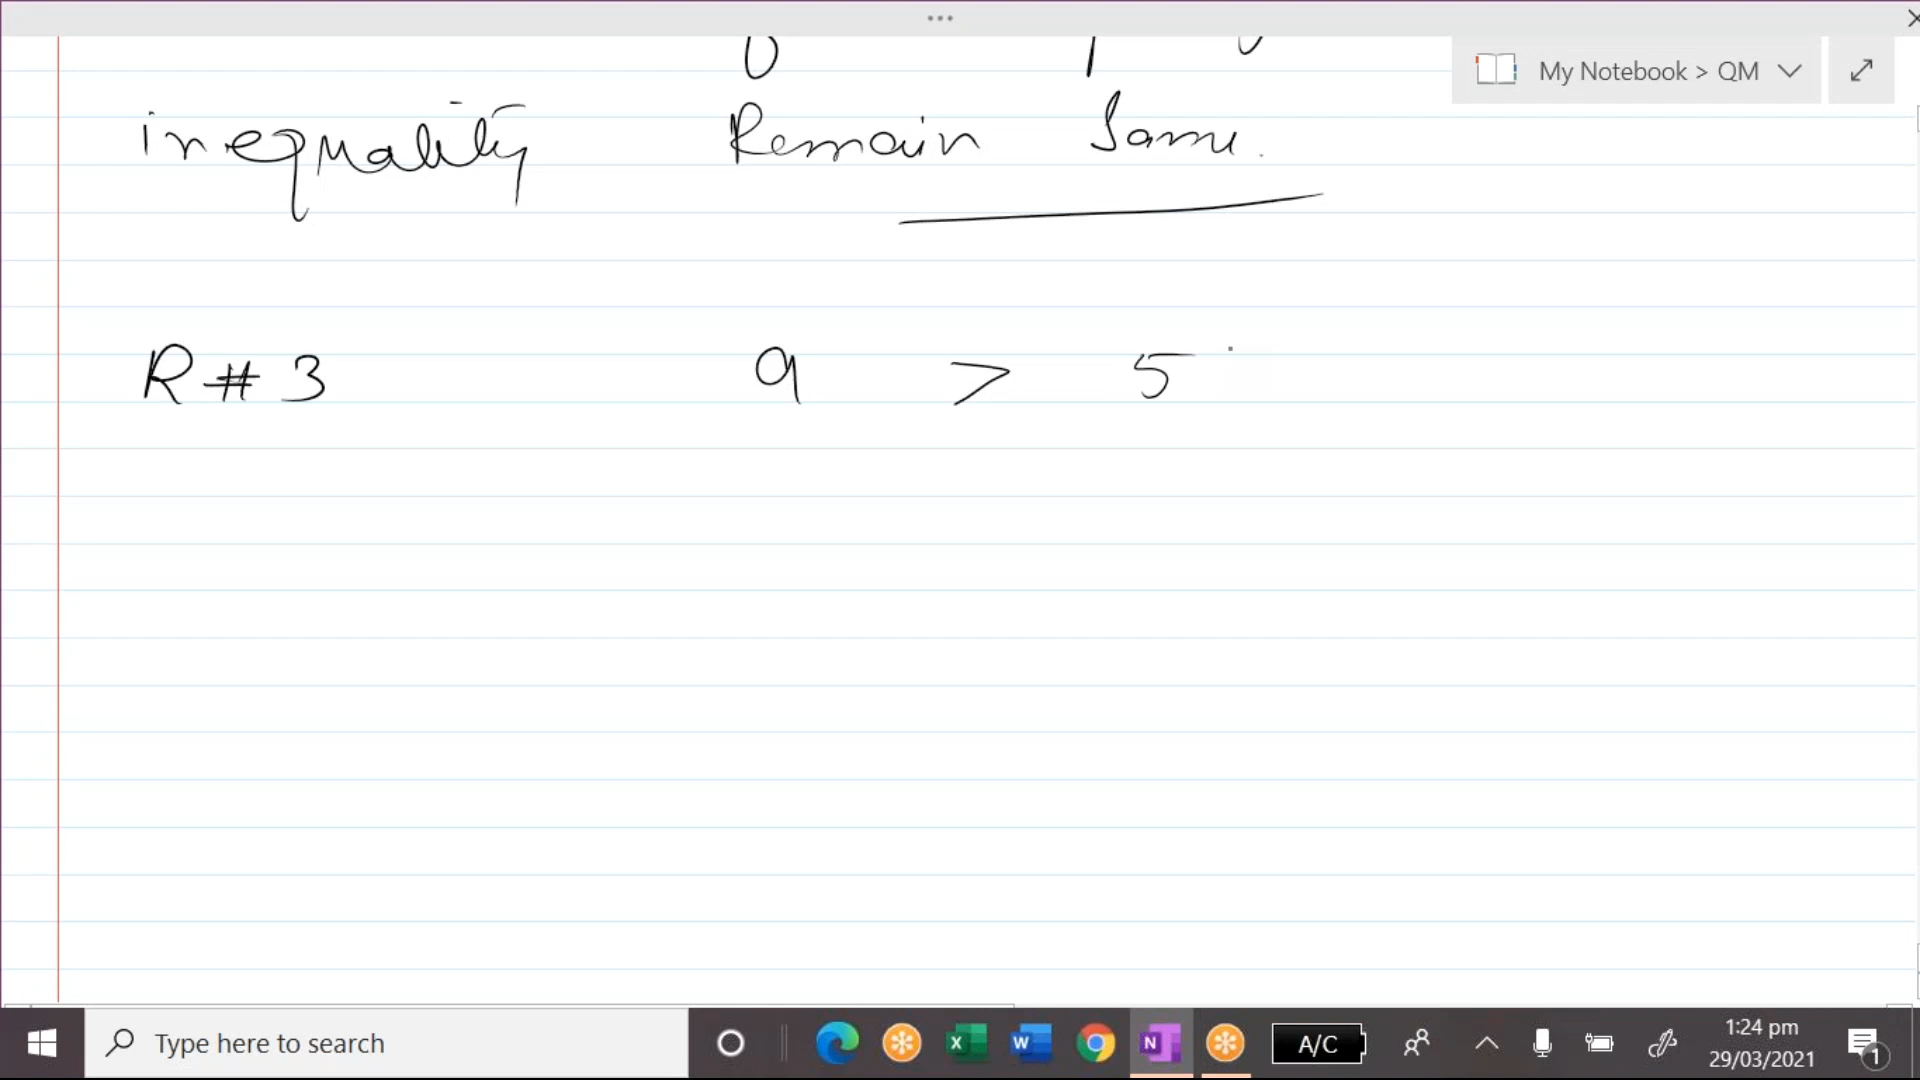 ...
My Notebook > QM
inequality Remain Same.
R # 3 9 > 5
Type here to search
A/C
1:24 pm
29/03/2021
1